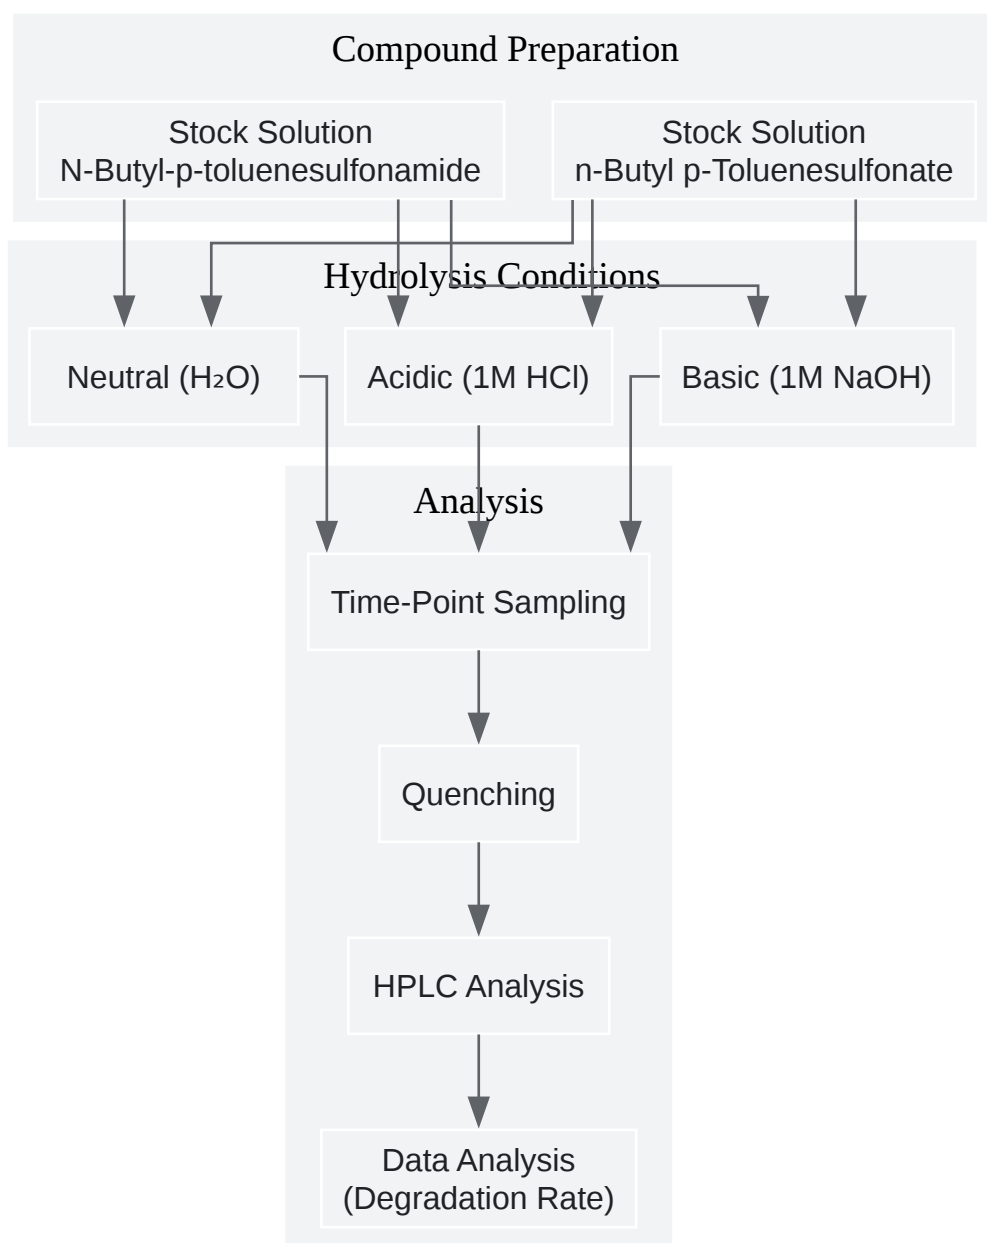 Compound Preparation
Stock Solution
N-Butyl-p-toluenesulfonamide
Stock Solution
n-Butyl p-Toluenesulfonate
Hydrolysis Conditions
Neutral (H₂O)
Acidic (1M HCl)
Basic (1M NaOH)
Analysis
Time-Point Sampling
Quenching
HPLC Analysis
Data Analysis
(Degradation Rate)